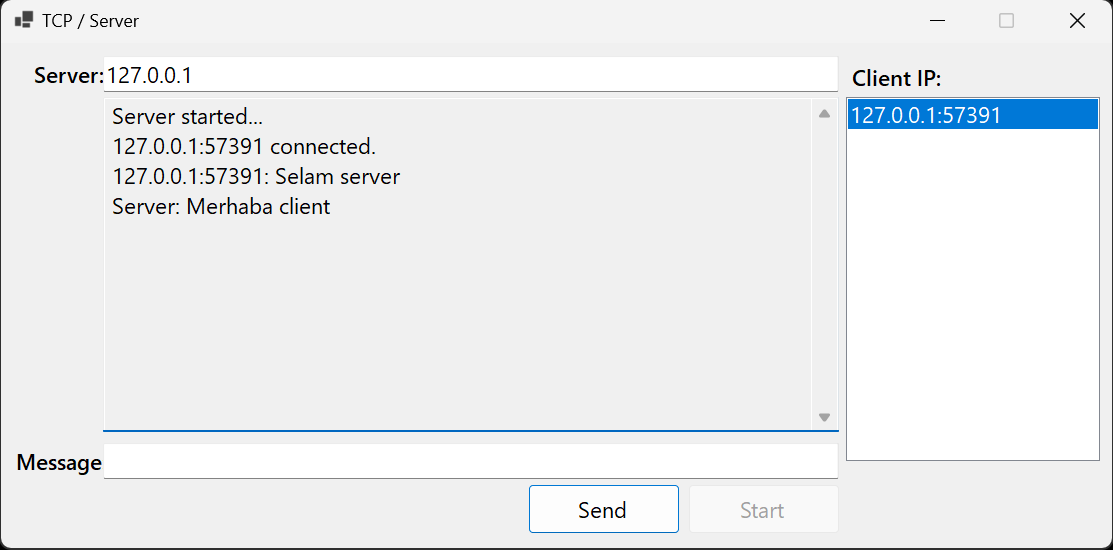 TCP / Server
Server: 127.0.0.1
Client IP:
127.0.0.1:57391
Server started...
127.0.0.1:57391 connected.
127.0.0.1:57391: Selam server
Server: Merhaba client
Message
Send
Start